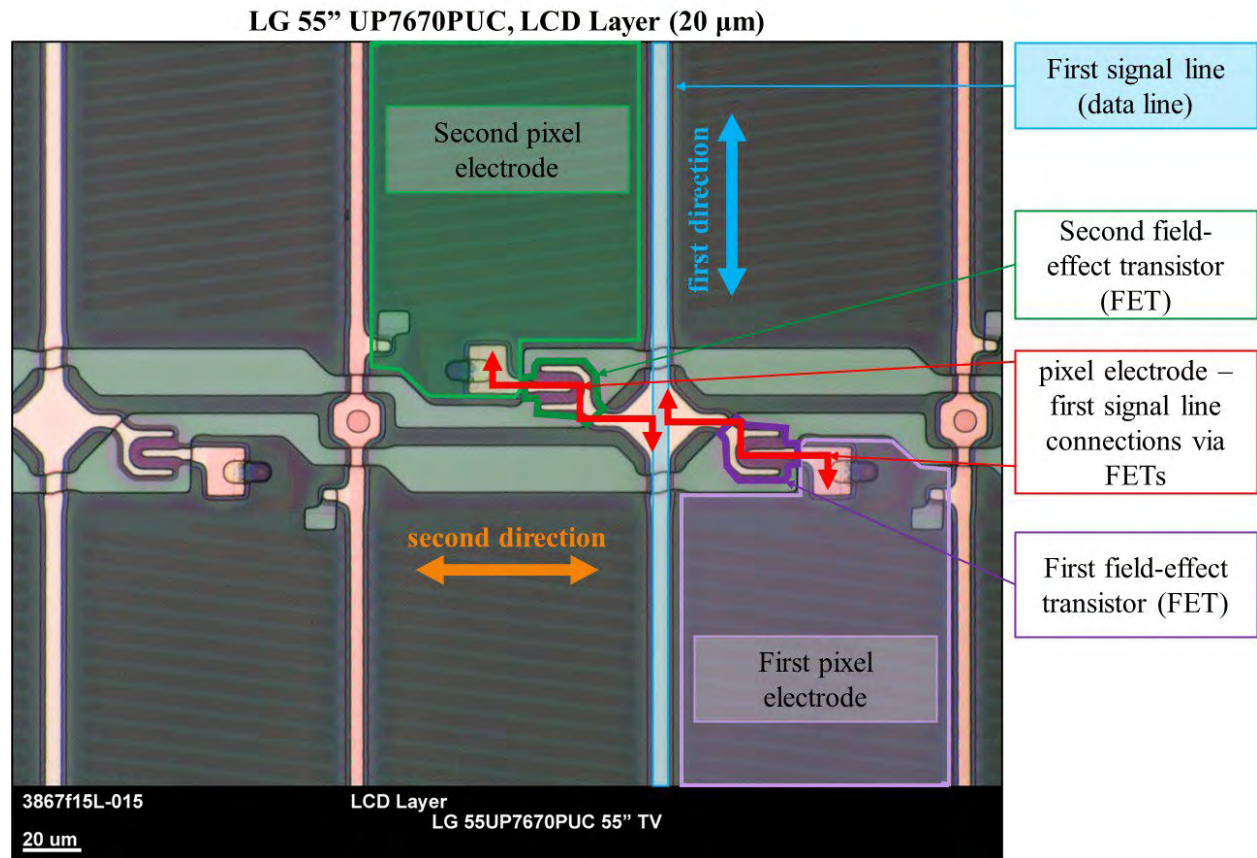 LG 55” UP7670PUC, LCD Layer (20 μm)
First signal line
(data line)
Second pixel
electrode
first direction
Second field-
effect transistor
(FET)
pixel electrode –
first signal line
connections via
FETs
second direction
First field-effect
transistor (FET)
First pixel
electrode
3867f15L-015
LCD Layer
LG 55UP7670PUC 55” TV
20 um